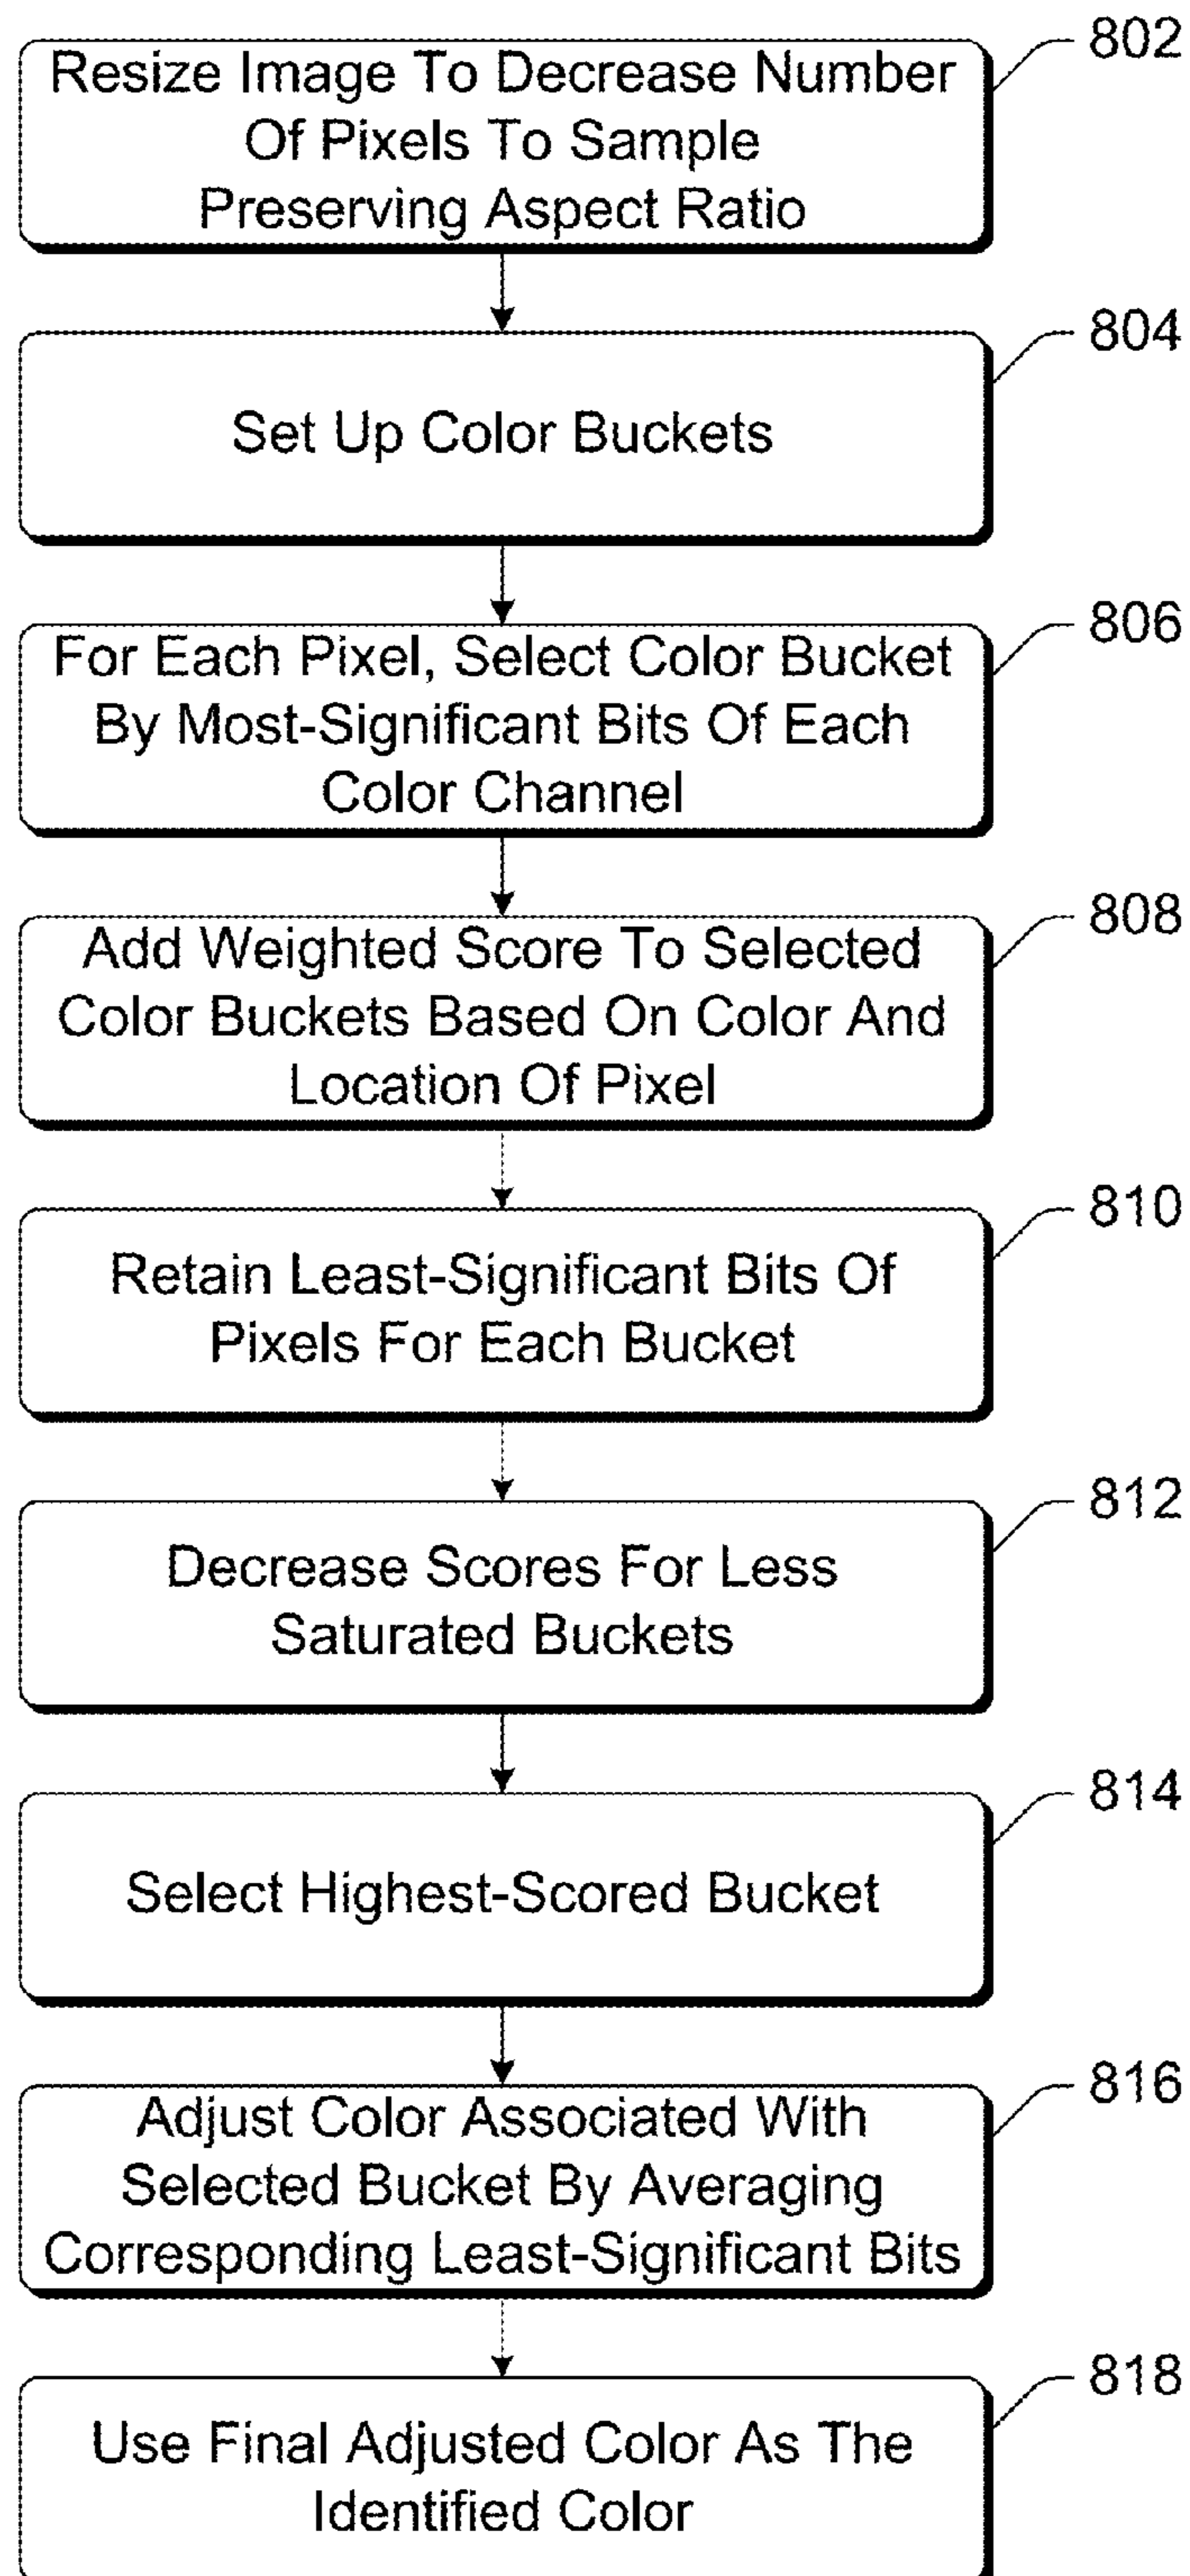 802
Resize Image To Decrease Number
Of Pixels To Sample
Preserving Aspect Ratio
804
Set Up Color Buckets
806
For Each Pixel, Select Color Bucket
By Most-Significant Bits Of Each
Color Channel
808
Add Weighted Score To Selected
Color Buckets Based On Color And
Location Of Pixel
810
Retain Least-Significant Bits Of
Pixels For Each Bucket
812
Decrease Scores For Less
Saturated Buckets
814
Select Highest-Scored Bucket
816
Adjust Color Associated With
Selected Bucket By Averaging
Corresponding Least-Significant Bits
818
Use Final Adjusted Color As The
Identified Color